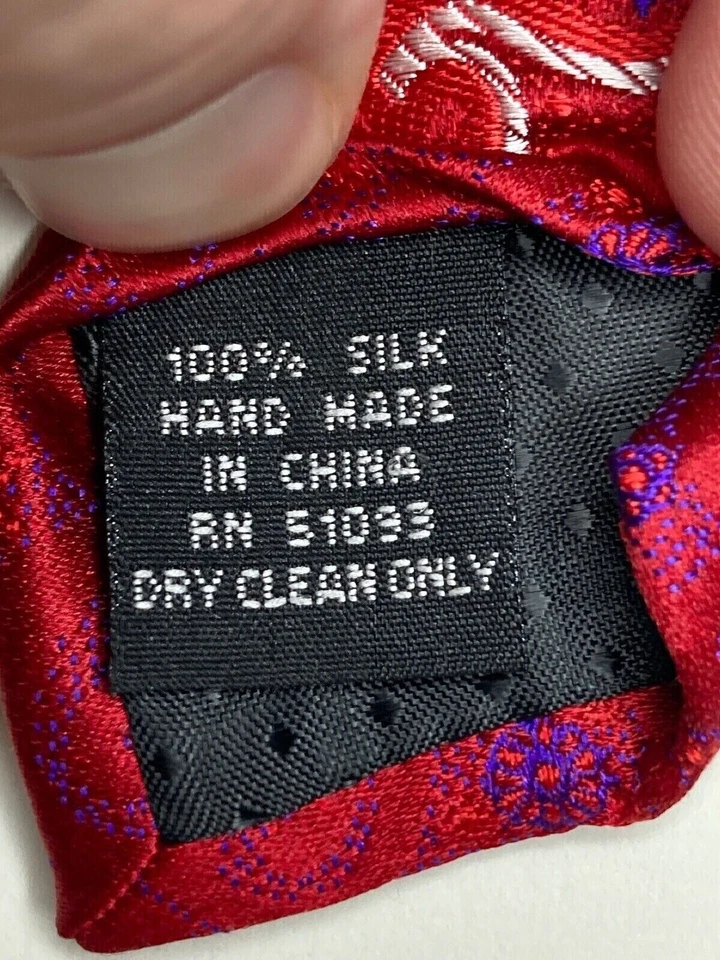 100% SILK
HAND MADE
IN CHINA
RN 51099
DRY CLEAN ONLY